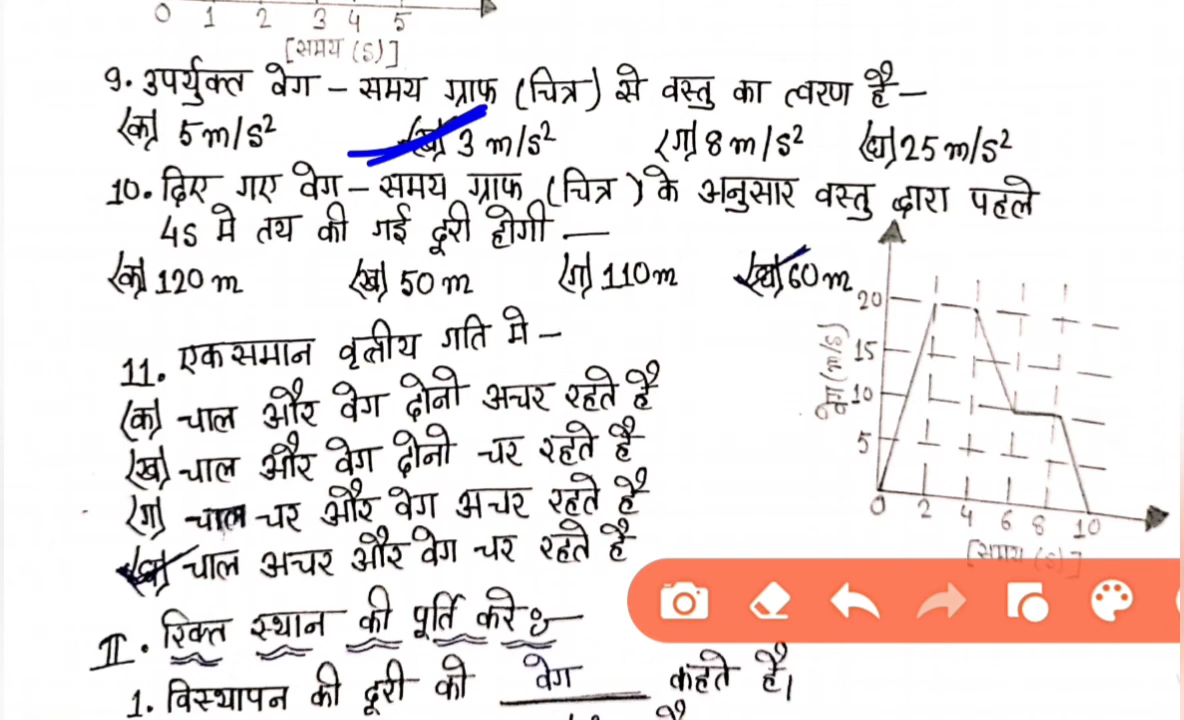 0 1 2 3 4 5
[समय (s)]
9. उपर्युक्त वेग - समय ग्राफ (चित्र) से वस्तु का त्वरण है—
(क) 5 m/s² (ख) 3 m/s² (ग) 8 m/s² (घ) 25 m/s²
10. दिए गए वेग - समय ग्राफ (चित्र) के अनुसार वस्तु द्वारा पहले
4s मे तय की गई दूरी होगी —
(क) 120 m (ख) 50 m (ग) 110 m (घ) 60 m
11. एक समान वृत्तीय गति मे -
(क) चाल और वेग दोनो अचर रहते है
(ख) चाल और वेग दोनो चर रहते है
(ग) चाल चर और वेग अचर रहते है
(घ) चाल अचर और वेग चर रहते है
वेग (m/s)
20
15
10
5
0 2 4 6 8 10
[समय (s)]
II. रिक्त स्थान की पूर्ति करे :-
1. विस्थापन की दूरी को वेग कहते है।